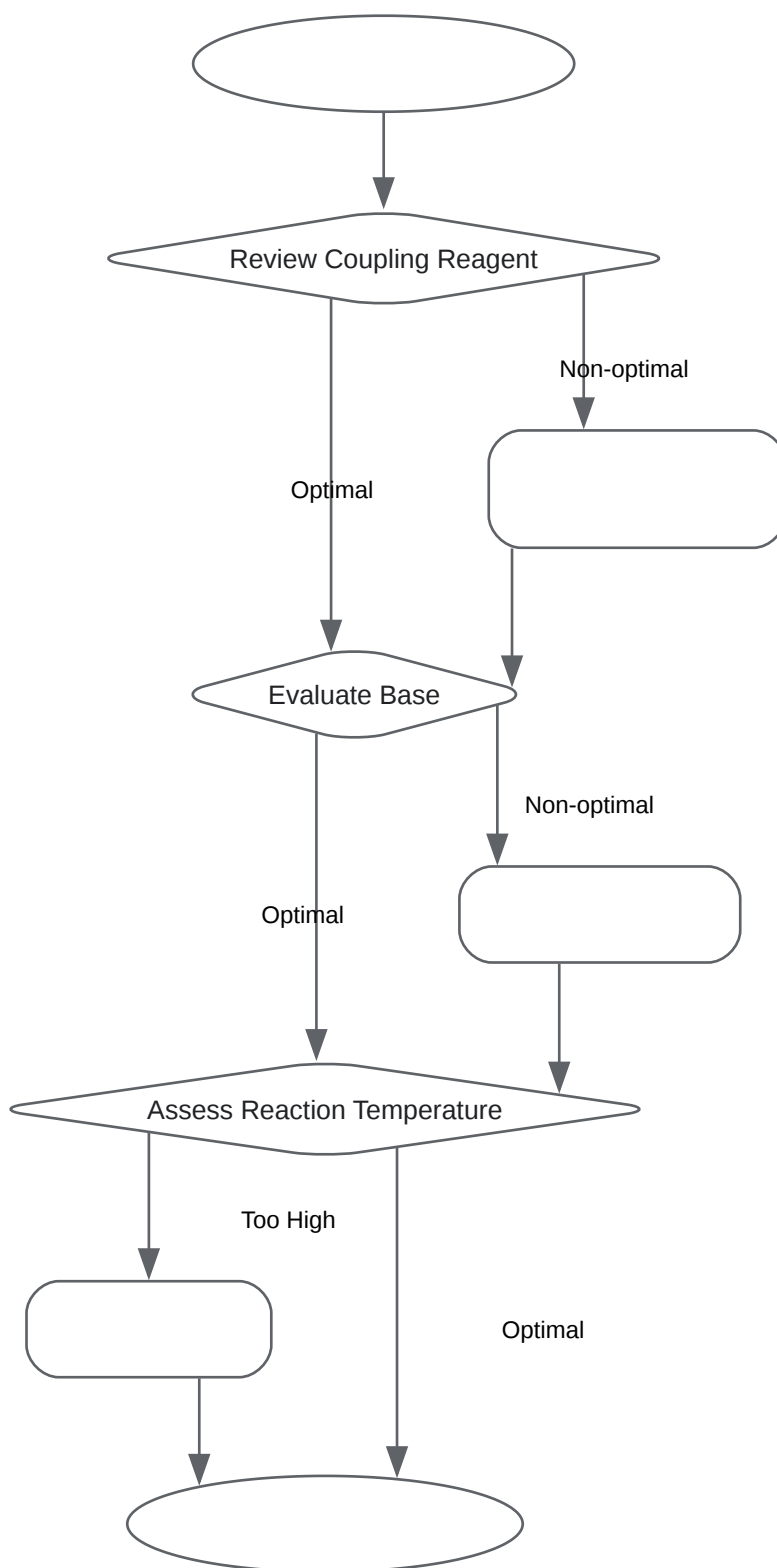 Review Coupling Reagent
Non-optimal
Optimal
Evaluate Base
Non-optimal
Optimal
Assess Reaction Temperature
Too High
Optimal